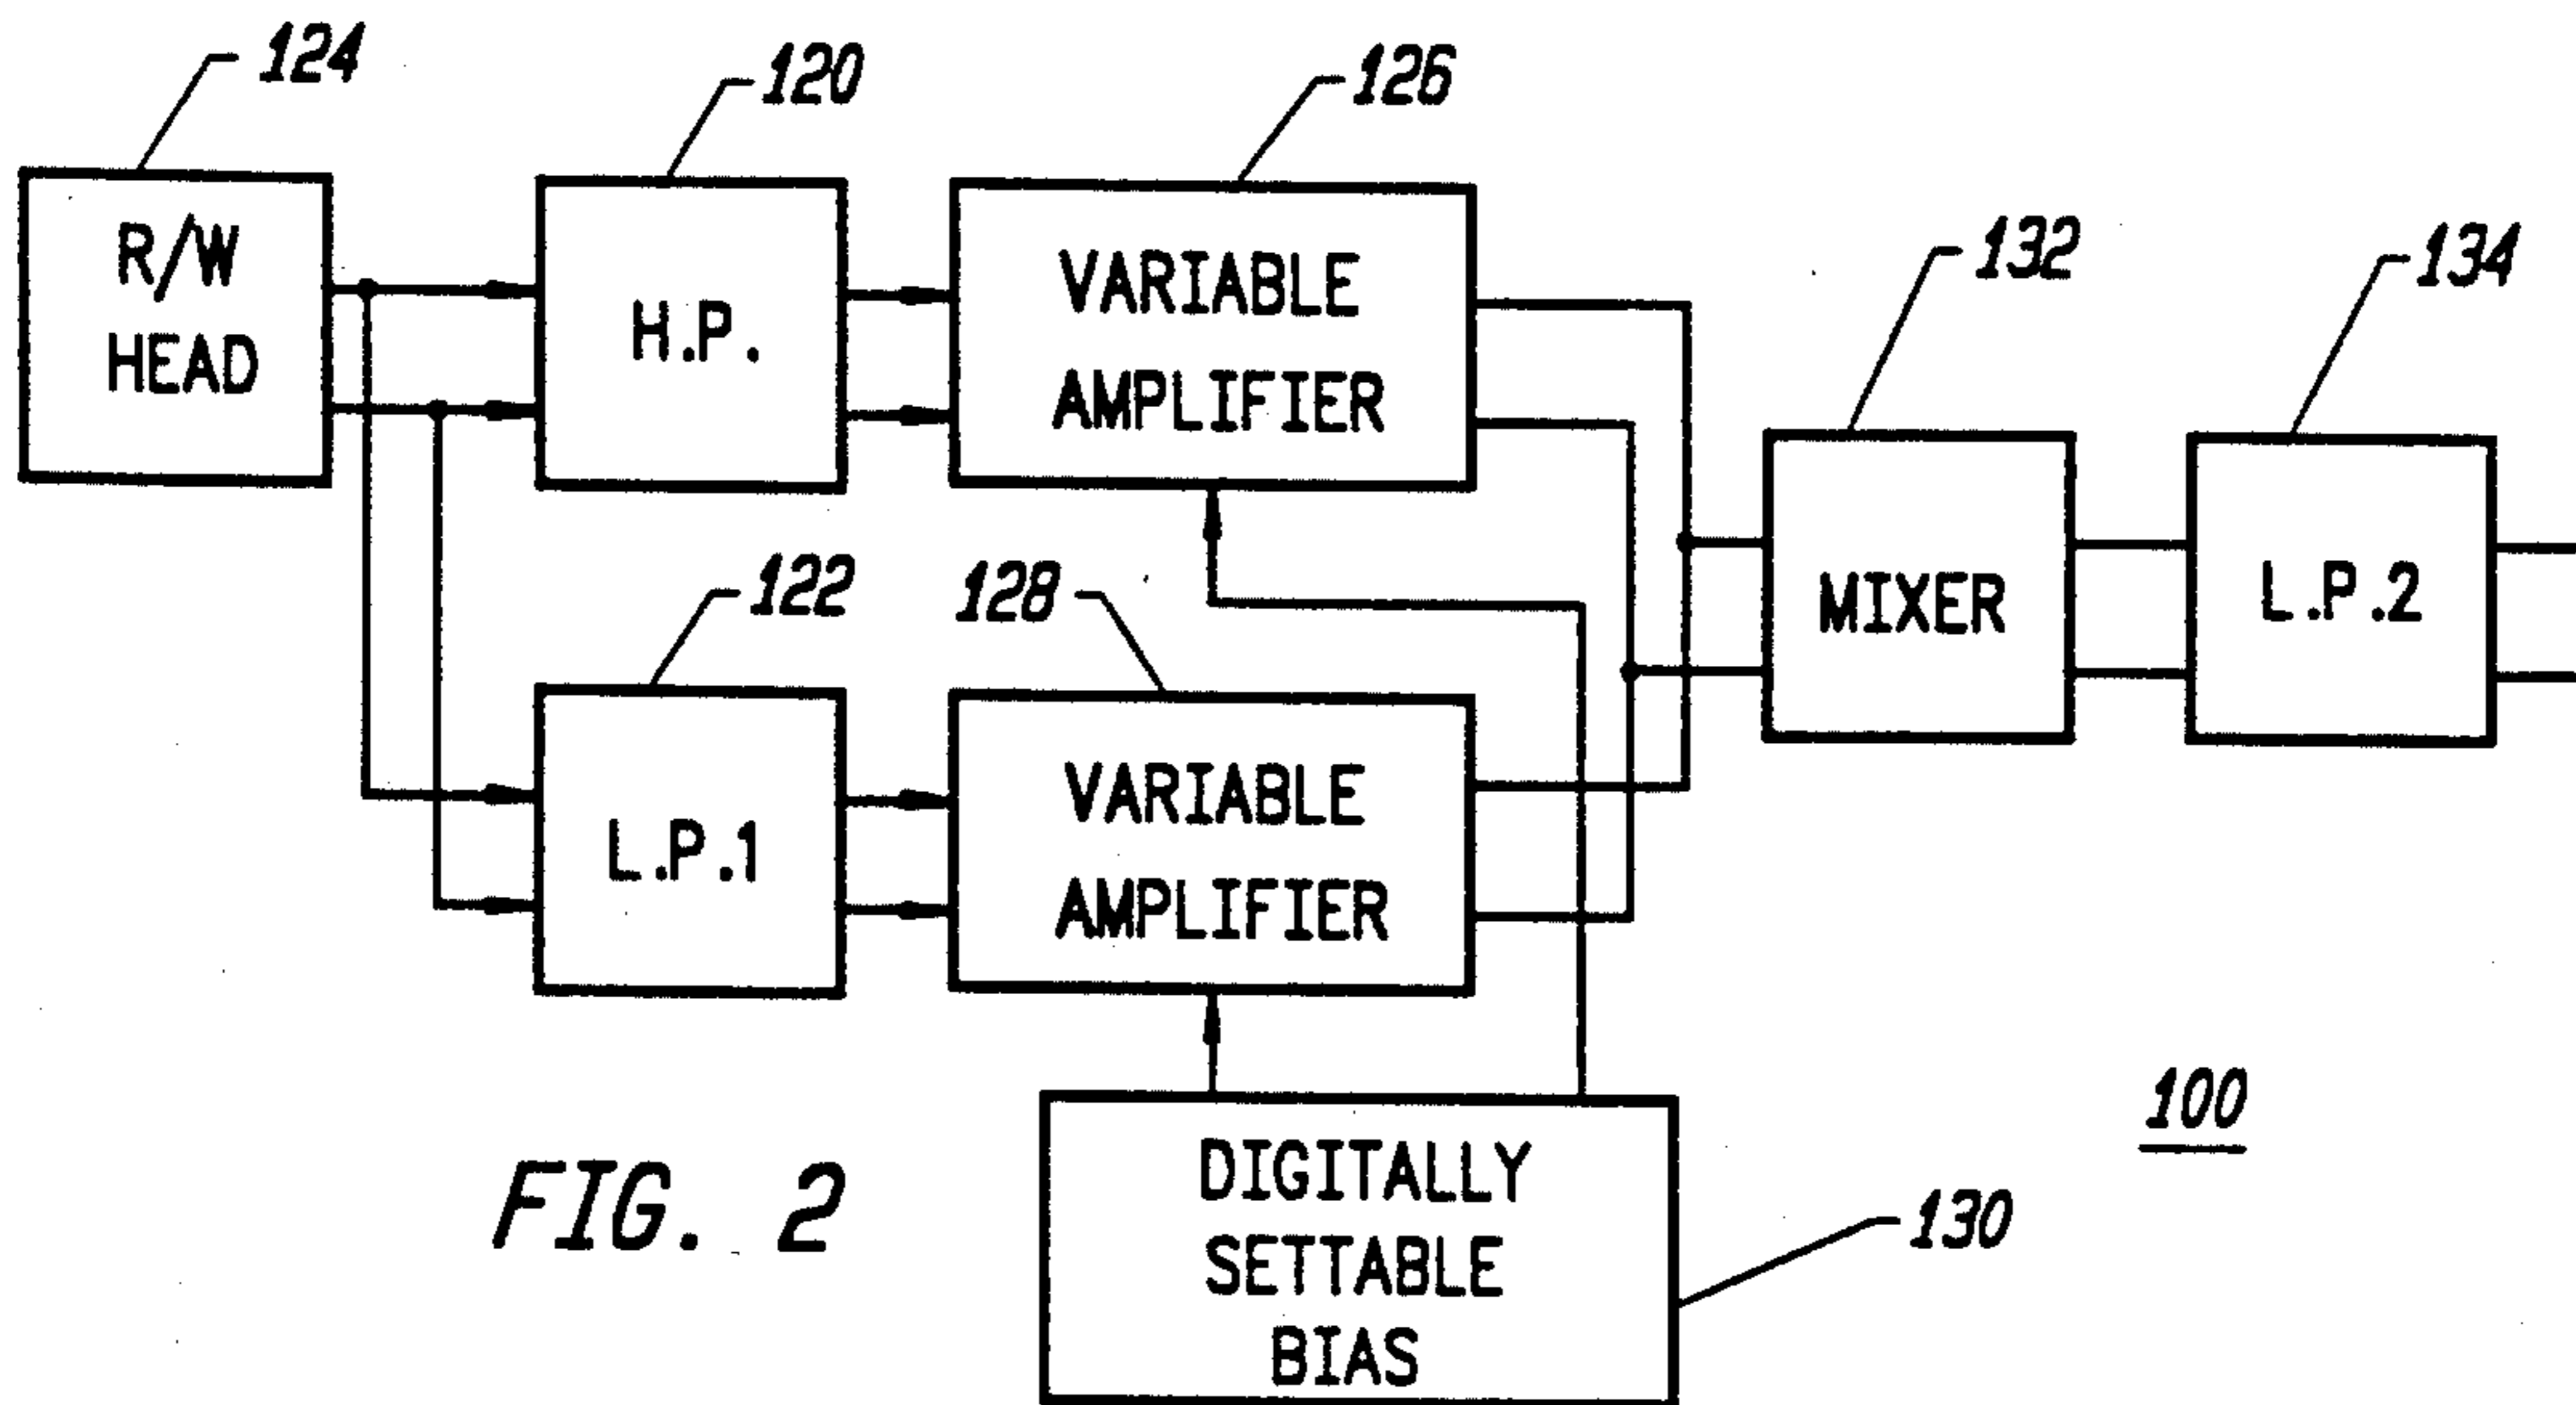 124
120
126
R/W
HEAD
H.P.
VARIABLE
AMPLIFIER
132
134
122
128
MIXER
L.P.2
L.P.1
VARIABLE
AMPLIFIER
100
FIG. 2
DIGITALLY
SETTABLE
BIAS
130